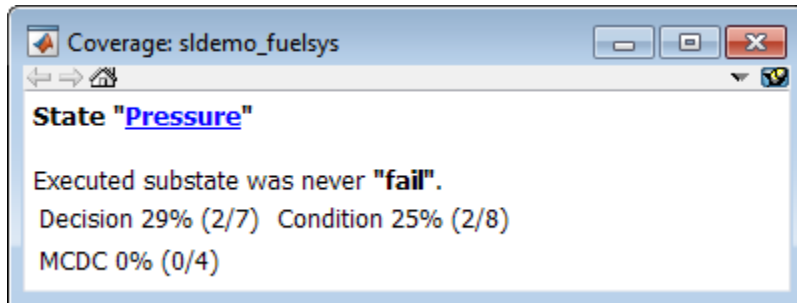 Coverage: sldemo_fuelsys
State "Pressure"
Executed substate was never "fail".
Decision 29% (2/7) Condition 25% (2/8)
MCDC 0% (0/4)